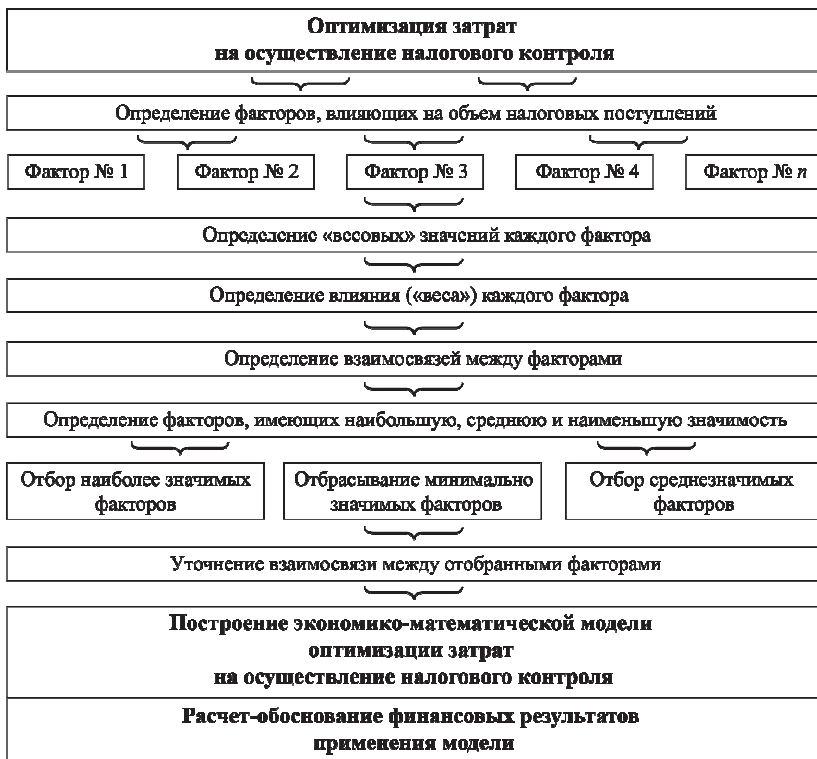 Оптимизация затрат
на осуществление налогового контроля
Определение факторов, влияющих на объем налоговых поступлений
Фактор № 1
Фактор № 2
Фактор № 3
Фактор № 4
Фактор № n
Определение «весовых» значений каждого фактора
Определение влияния («веса») каждого фактора
Определение взаимосвязей между факторами
Определение факторов, имеющих наибольшую, среднюю и наименьшую значимость
Отбор наиболее значимых
факторов
Отбрасывание минимально
значимых факторов
Отбор среднезначимых
факторов
Уточнение взаимосвязи между отобранными факторами
Построение экономико-математической модели
оптимизации затрат
на осуществление налогового контроля
Расчет-обоснование финансовых результатов
применения модели